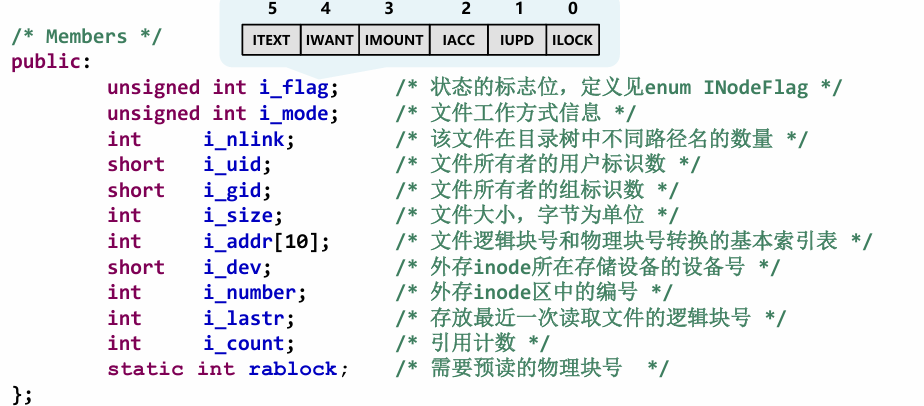 5 4 3 2 1 0
ITEXT IWANT IMOUNT IACC IUPD ILOCK
/* Members */
public:
unsigned int i_flag; /* 状态的标志位，定义见enum INodeFlag */
unsigned int i_mode; /* 文件工作方式信息 */
int i_nlink; /* 该文件在目录树中不同路径名的数量 */
short i_uid; /* 文件所有者的用户标识数 */
short i_gid; /* 文件所有者的组标识数 */
int i_size; /* 文件大小，字节为单位 */
int i_addr[10]; /* 文件逻辑块号和物理块号转换的基本索引表 */
short i_dev; /* 外存inode所在存储设备的设备号 */
int i_number; /* 外存inode区中的编号 */
int i_lastr; /* 存放最近一次读取文件的逻辑块号 */
int i_count; /* 引用计数 */
static int rablock; /* 需要预读的物理块号 */
};